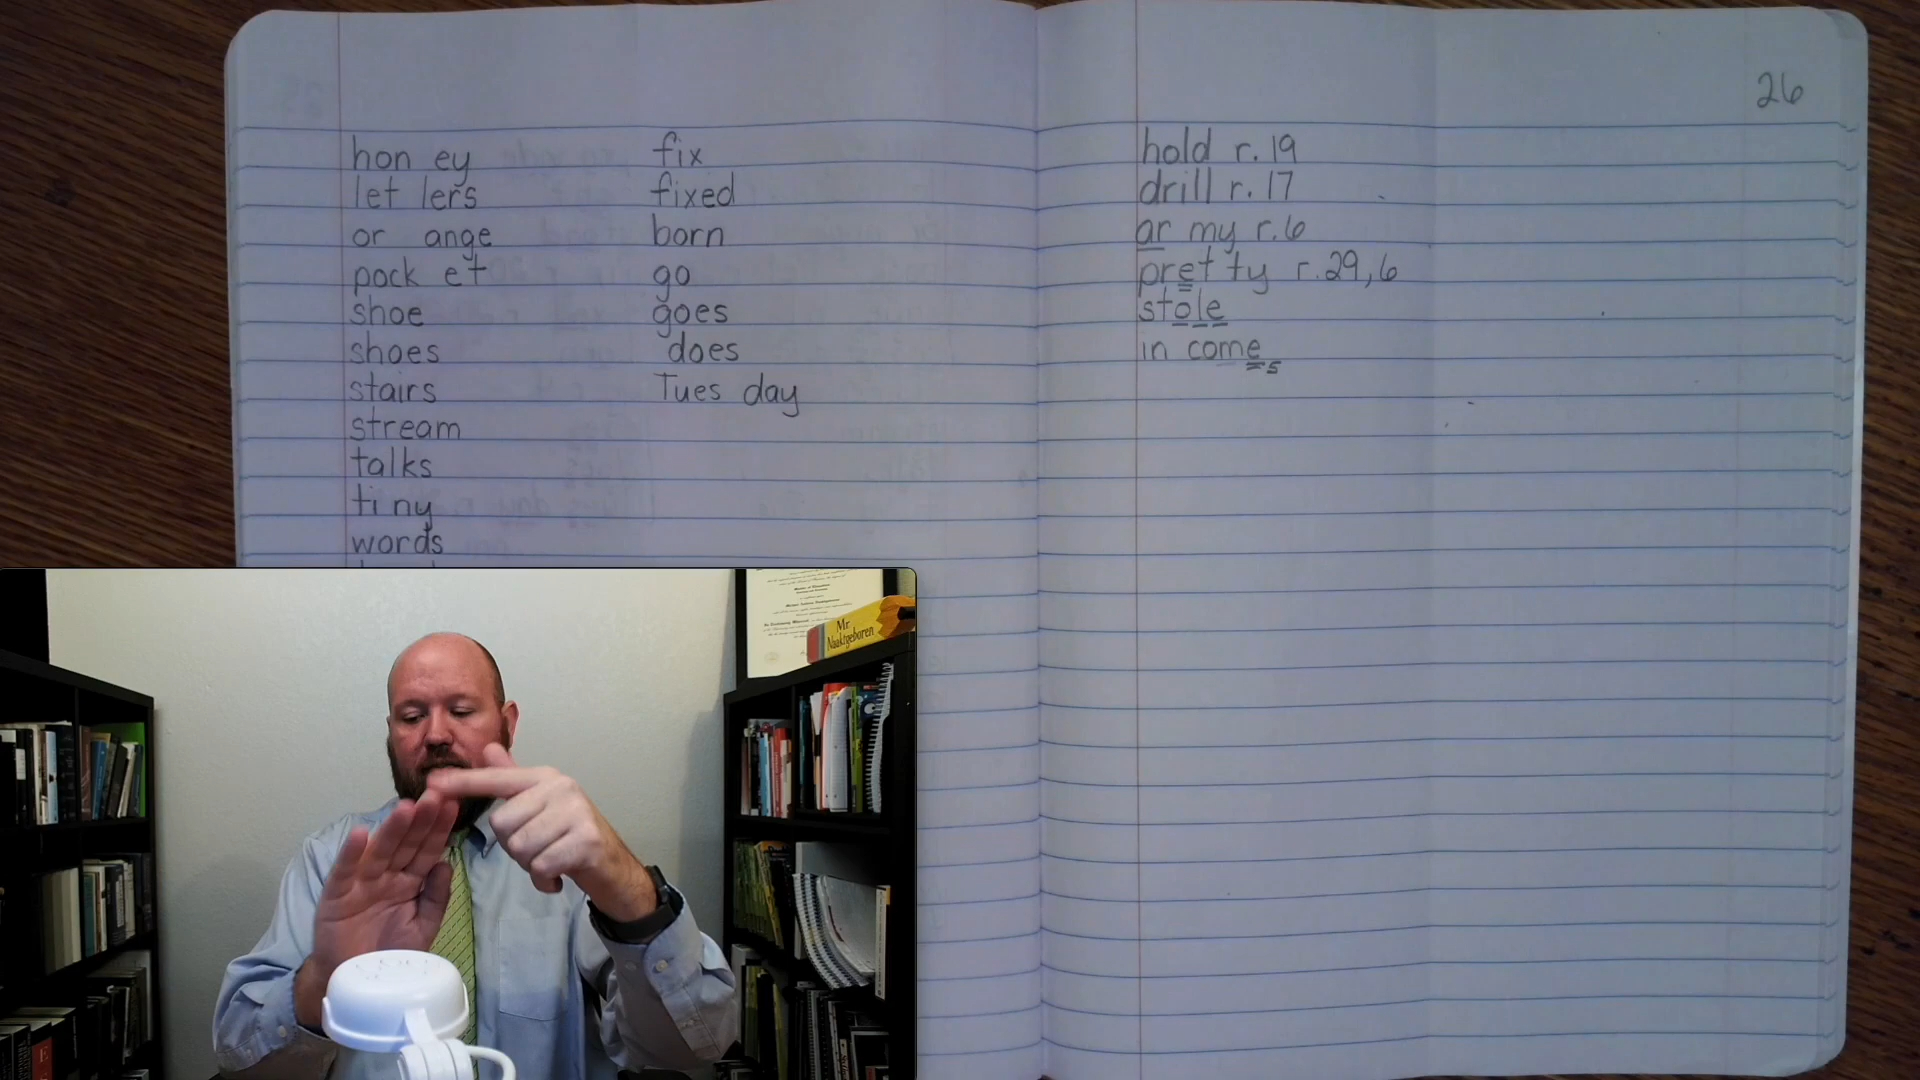 26
hon ey
let lers
or ange
pock et
shoe
shoes
stairs
stream
talks
ti ny
words
fix
fixed
born
go
goes
does
Tues day
hold r. 19
drill r. 17
ar my r. 6
pret ty r. 29, 6
stole
in come 5
Mr.
Naaktgeboren